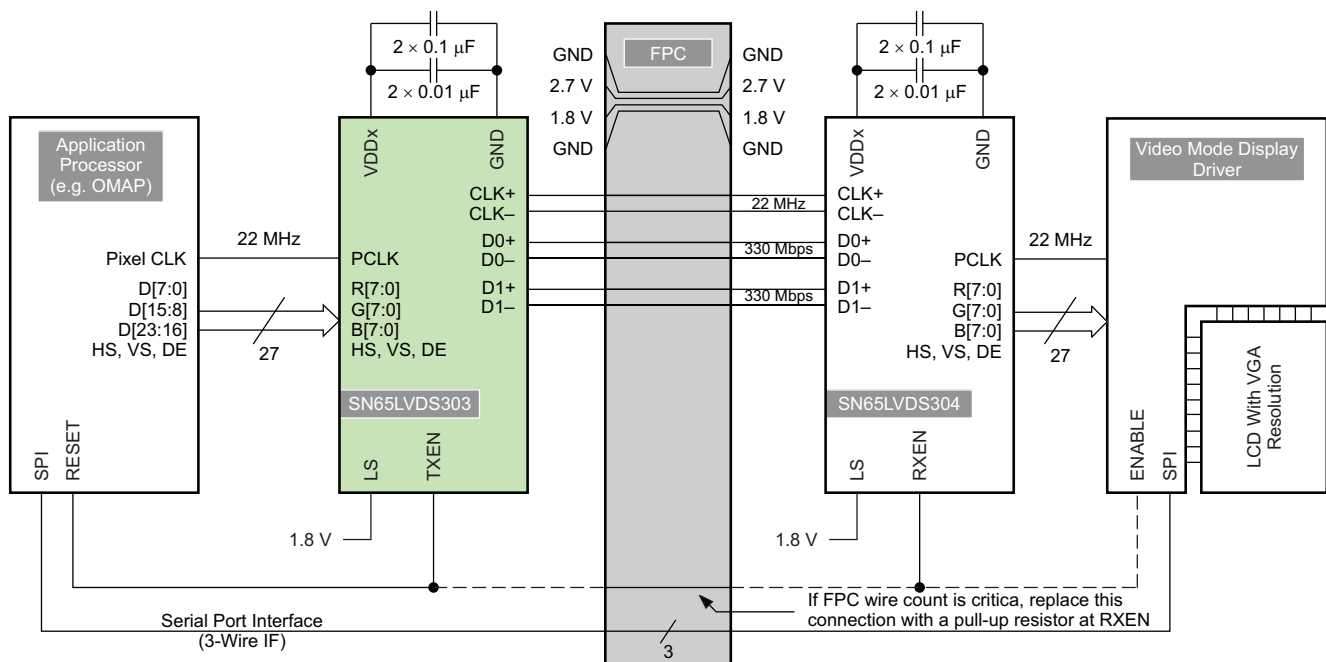 2 × 0.1 μF
2 × 0.01 μF
GND
2.7 V
1.8 V
GND
FPC
GND
2.7 V
1.8 V
GND
2 × 0.1 μF
2 × 0.01 μF
Application
Processor
(e.g. OMAP)
Pixel CLK
D[7:0]
D[15:8]
D[23:16]
HS, VS, DE
SPI
RESET
22 MHz
27
VDDx
GND
CLK+
CLK–
D0+
D0–
D1+
D1–
PCLK
R[7:0]
G[7:0]
B[7:0]
HS, VS, DE
SN65LVDS303
LS
TXEN
1.8 V
22 MHz
330 Mbps
330 Mbps
VDDx
GND
CLK+
CLK–
D0+
D0–
D1+
D1–
PCLK
R[7:0]
G[7:0]
B[7:0]
HS, VS, DE
SN65LVDS304
LS
RXEN
1.8 V
22 MHz
27
Video Mode Display
Driver
ENABLE
SPI
LCD With VGA
Resolution
If FPC wire count is critica, replace this
connection with a pull-up resistor at RXEN
Serial Port Interface
(3-Wire IF)
3